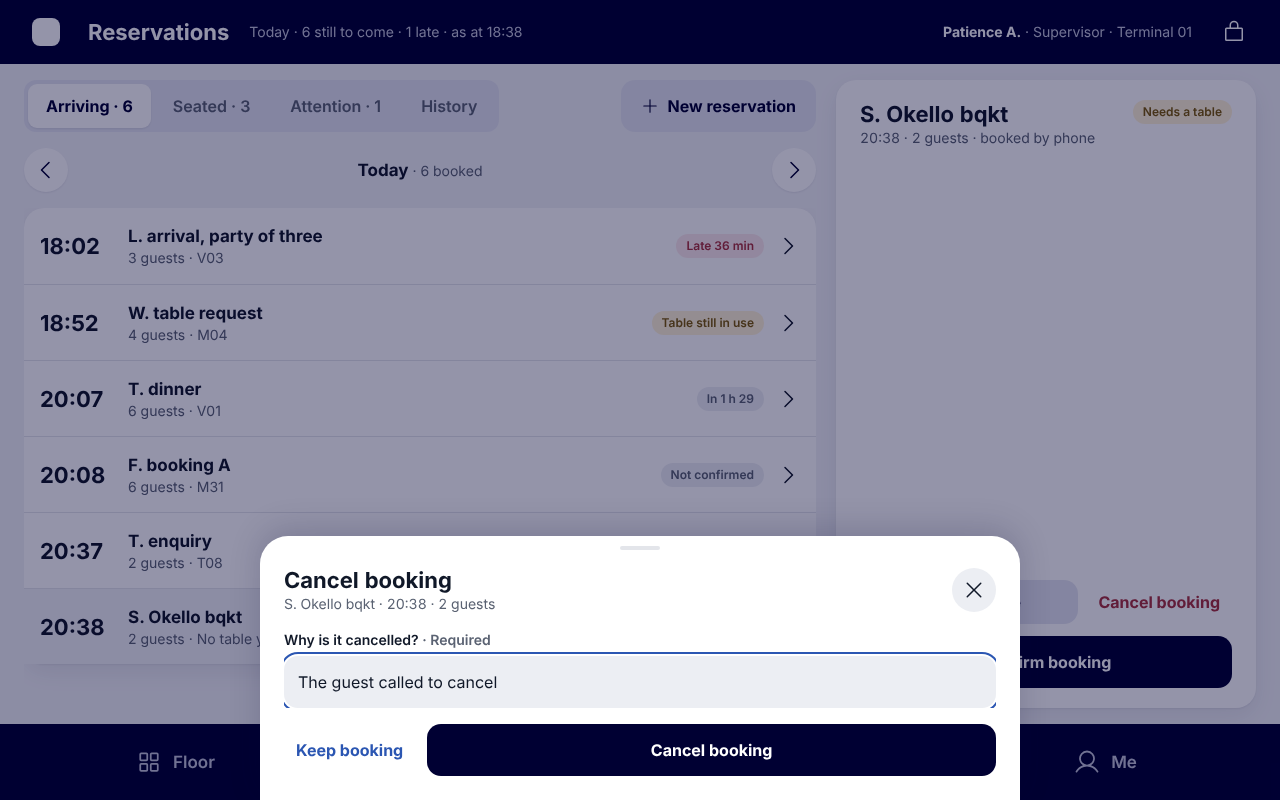 Reservations
Today · 6 still to come · 1 late · as at 18:38
Patience A. · Supervisor · Terminal 01
Arriving · 6
Seated · 3
Attention · 1
History
New reservation
Today · 6 booked
18:02
L. arrival, party of three
3 guests · V03
Late 36 min
18:52
W. table request
4 guests · M04
Table still in use
20:07
T. dinner
6 guests · V01
In 1 h 29
20:08
F. booking A
6 guests · M31
Not confirmed
20:37
T. enquiry
2 guests · T08
20:38
S. Okello bqkt
2 guests · No table
S. Okello bqkt
Needs a table
20:38 · 2 guests · booked by phone
Cancel booking
booking
Cancel booking
S. Okello bqkt · 20:38 · 2 guests
Why is it cancelled? · Required
The guest called to cancel
Keep booking
Cancel booking
Floor
Me